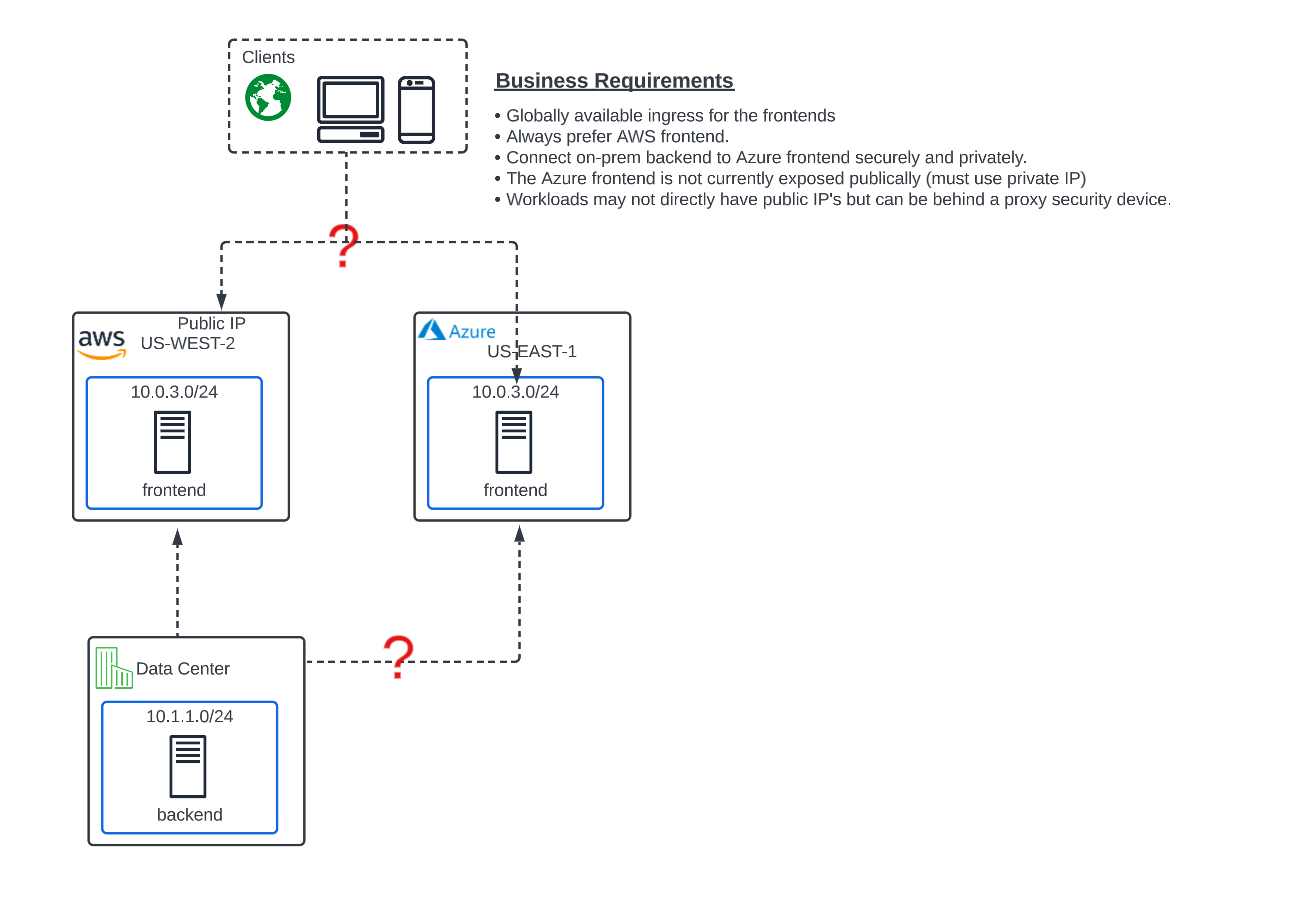 Clients
Business Requirements
• Globally available ingress for the frontends
• Always prefer AWS frontend.
• Connect on-prem backend to Azure frontend securely and privately.
• The Azure frontend is not currently exposed publically (must use private IP)
• Workloads may not directly have public IP's but can be behind a proxy security device.
?
aws
Public IP
US-WEST-2
10.0.3.0/24
frontend
Azure
US-EAST-1
10.0.3.0/24
frontend
?
Data Center
10.1.1.0/24
backend